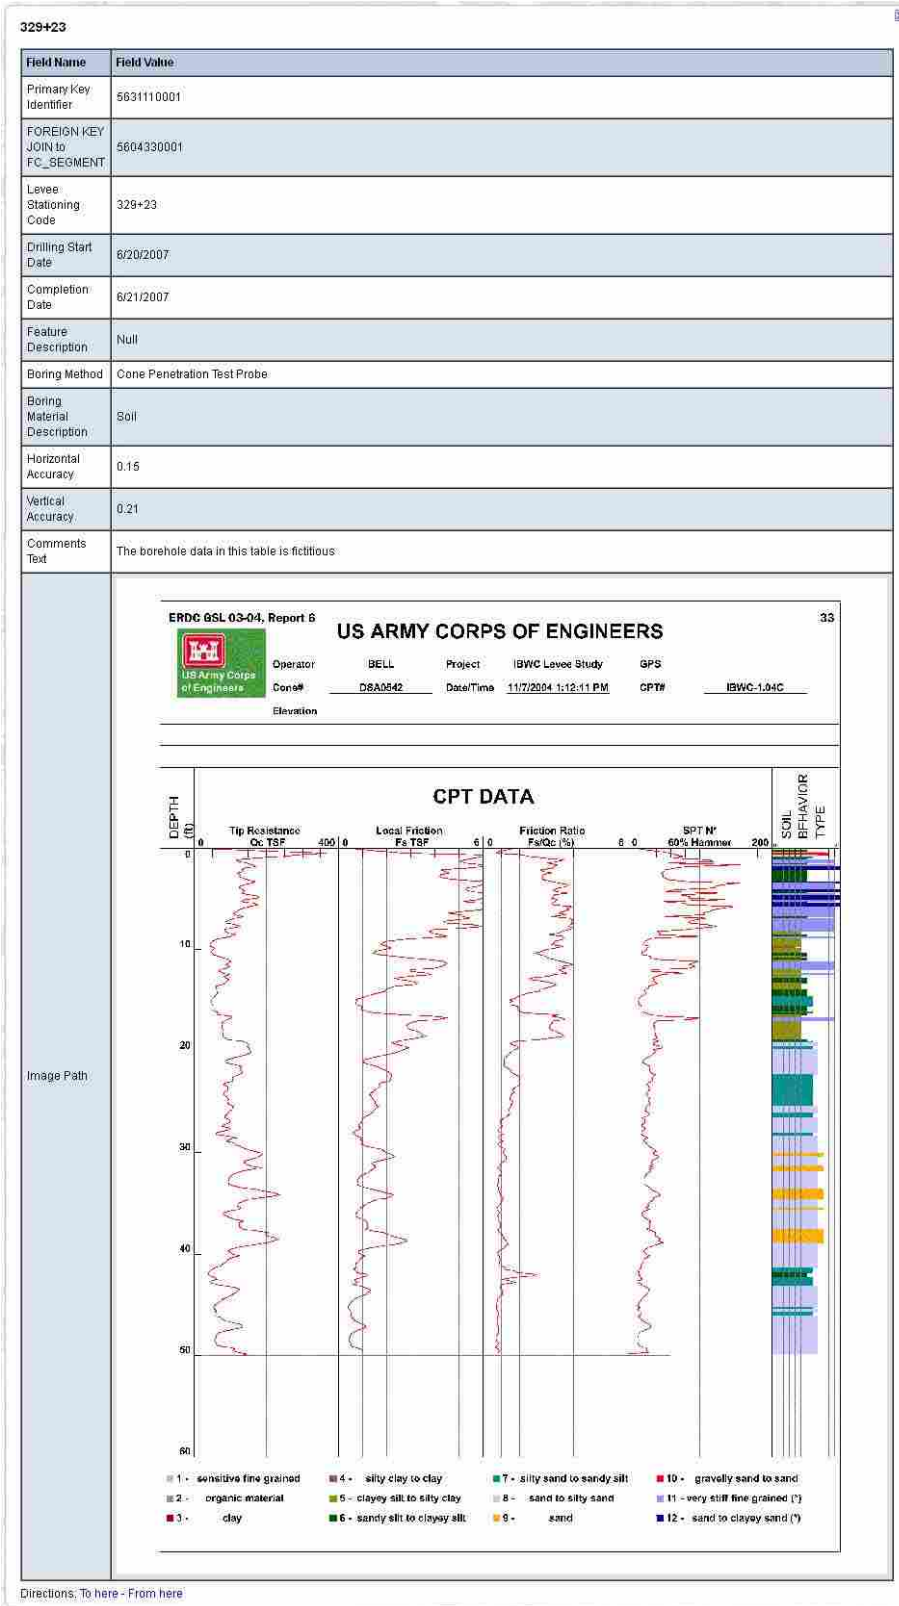 329+23
Field Name Field Value
Primary Key
Identifier
5631110001
FOREIGN KEY
JOIN to
FC_SEGMENT
5604330001
Levee
Stationing
Code
329+23
Drilling Start
Date
6/20/2007
Completion
Date
6/21/2007
Feature
Description
Null
Boring Method Cone Penetration Test Probe
Boring
Material
Description
Soil
Horizontal
Accuracy
0.15
Vertical
Accuracy
0.21
Comments
Text
The borehole data in this table is fictitious
Image Path
ERDC GSL 03-04, Report 6
33
US ARMY CORPS OF ENGINEERS
US Army Corps
of Engineers
Operator BELL Project IBWC Levee Study GPS
Cone# DSA0542 Date/Time 11/7/2004 1:12:11 PM CPT# IBWC-1.04C
Elevation
CPT DATA
DEPTH
(ft)
SOIL
BEHAVIOR
TYPE
Tip Resistance Local Friction Friction Ratio SPT N*
0 Qc TSF 400 0 Fs TSF 6 0 Fs/Qc (%) 8 0 60% Hammer 200
0
10
20
30
40
50
60
1 - sensitive fine grained 4 - silty clay to clay 7 - silty sand to sandy silt 10 - gravelly sand to sand
2 - organic material 5 - clayey silt to silty clay 8 - sand to silty sand 11 - very stiff fine grained (*)
3 - clay 6 - sandy silt to clayey silt 9 - sand 12 - sand to clayey sand (*)
Directions: To here - From here